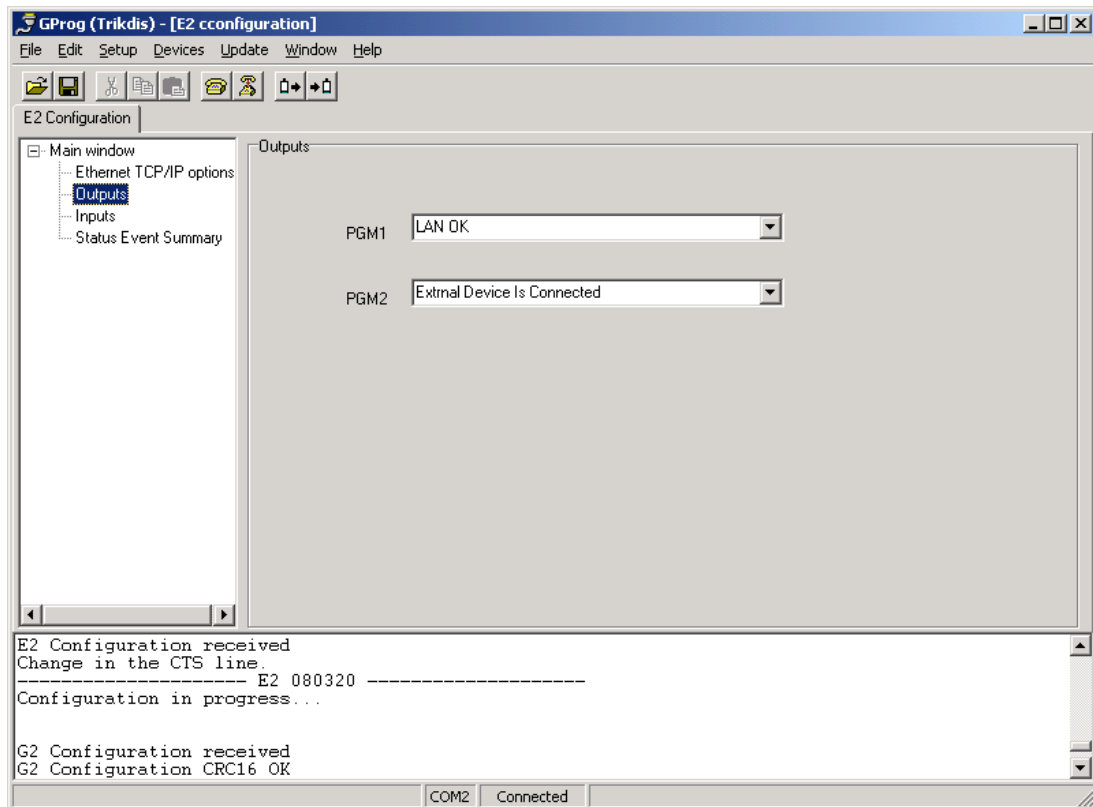 GProg (Trikdis) - [E2 cconfiguration]
File Edit Setup Devices Update Window Help
E2 Configuration
Main window
Ethernet TCP/IP options
Outputs
Inputs
Status Event Summary
Outputs
PGM1 LAN OK
PGM2 Extrnal Device Is Connected
E2 Configuration received
Change in the CTS line.
--------------------- E2 080320 --------------------
Configuration in progress...
G2 Configuration received
G2 Configuration CRC16 OK
COM2 Connected